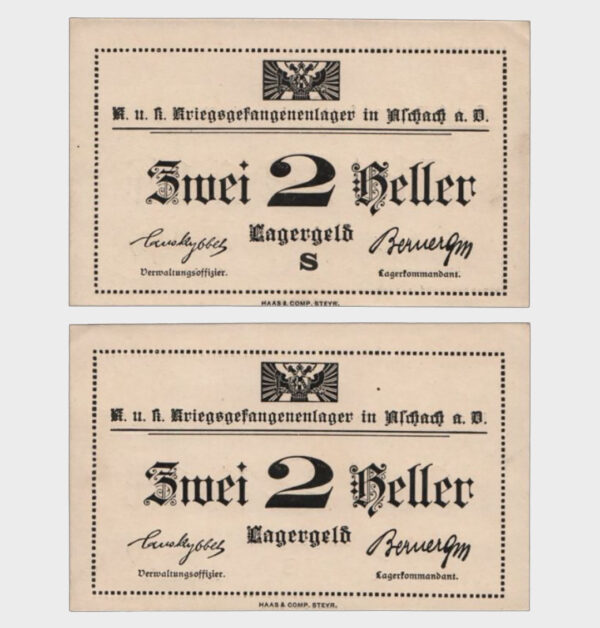 K. u. k. Kriegsgefangenenlager in Aschach a. D.
Zwei 2 Heller
Lagergeld
S
Verwaltungsoffizier.
Lagerkommandant.
HAAS & COMP. STEYR.
K. u. k. Kriegsgefangenenlager in Aschach a. D.
Zwei 2 Heller
Lagergeld
Verwaltungsoffizier.
Lagerkommandant.
HAAS & COMP. STEYR.